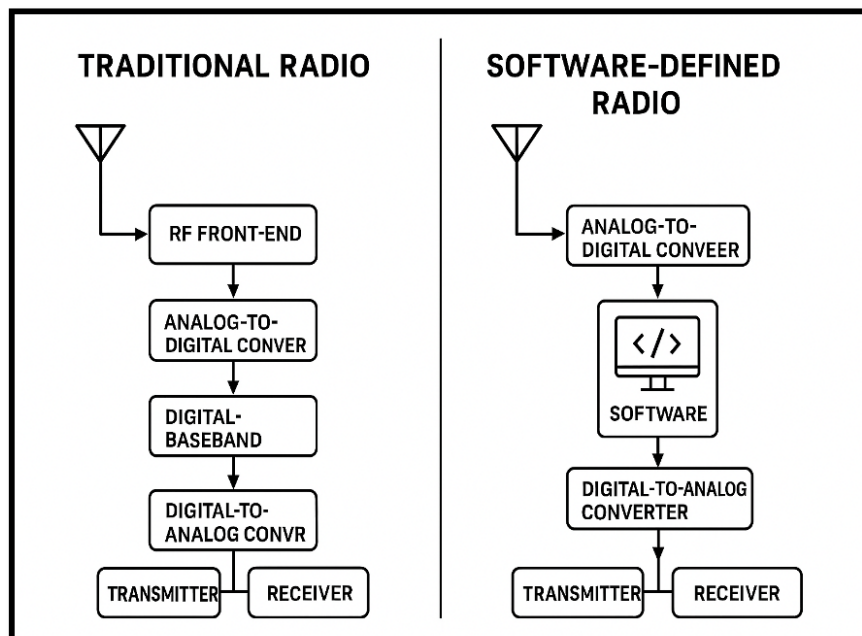 TRADITIONAL RADIO
RF FRONT-END
ANALOG-TO-
DIGITAL CONVER
DIGITAL-
BASEBAND
DIGITAL-TO-
ANALOG CONVR
TRANSMITTER
RECEIVER
SOFTWARE-DEFINED
RADIO
ANALOG-TO-
DIGITAL CONVEER
</>
SOFTWARE
DIGITAL-TO-ANALOG
CONVERTER
TRANSMITTER
RECEIVER